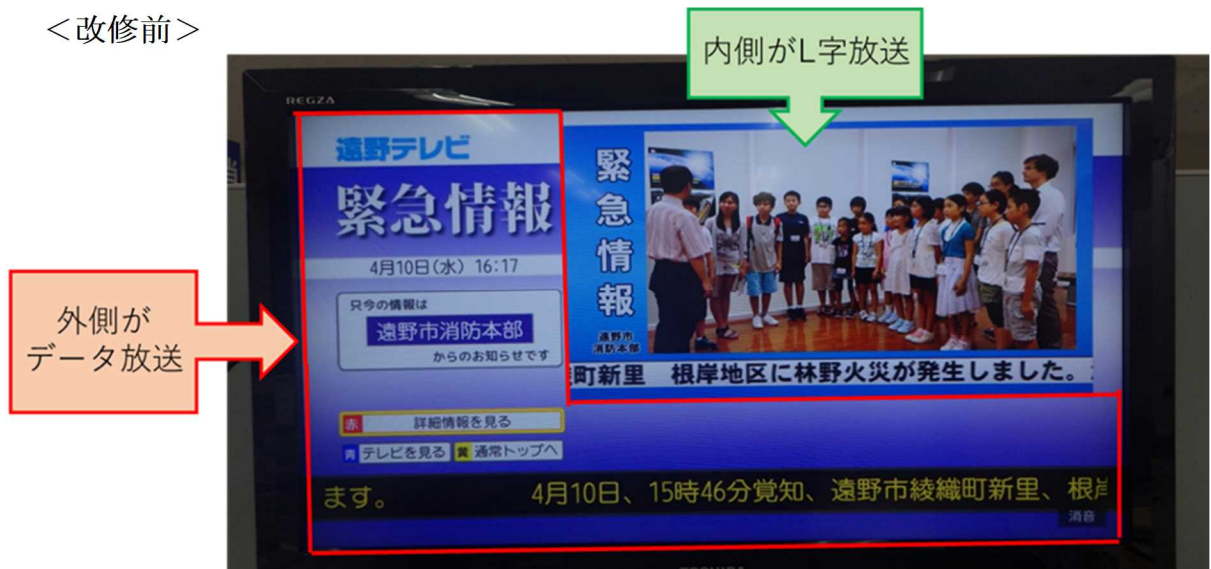 ＜改修前＞
内側がL字放送
外側が
データ放送
REGZA
遠野テレビ
緊急情報
4月10日(水) 16:17
只今の情報は
遠野市消防本部
からのお知らせです
赤 詳細情報を見る
青 テレビを見る 黄 通常トップへ
緊急情報
遠野市
消防本部
町新里 根岸地区に林野火災が発生しました。
ます。 4月10日、15時46分覚知、遠野市綾織町新里、根岸
消音